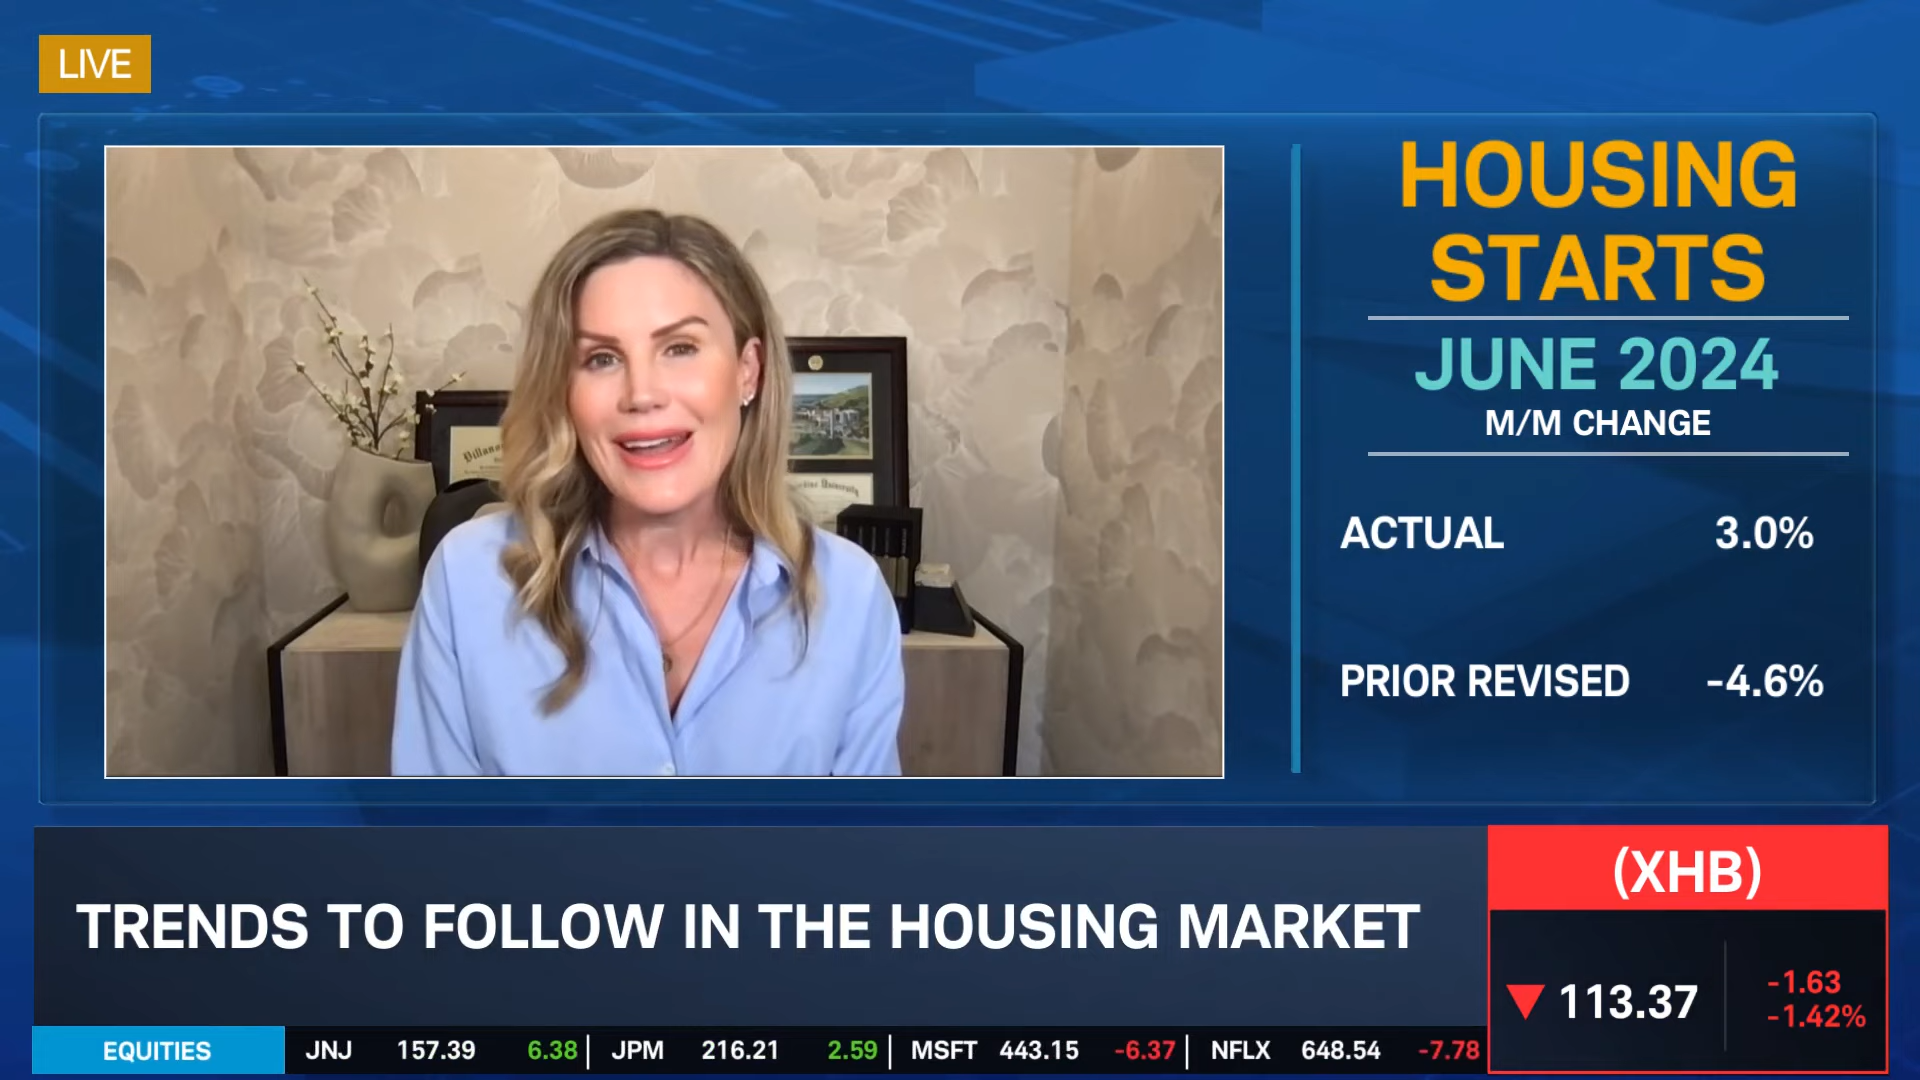 LIVE
HOUSING
STARTS
JUNE 2024
M/M CHANGE
ACTUAL 3.0%
PRIOR REVISED -4.6%
TRENDS TO FOLLOW IN THE HOUSING MARKET
(XHB)
▼ 113.37 -1.63
-1.42%
EQUITIES JNJ 157.39 6.38 | JPM 216.21 2.59 | MSFT 443.15 -6.37 | NFLX 648.54 -7.78
University